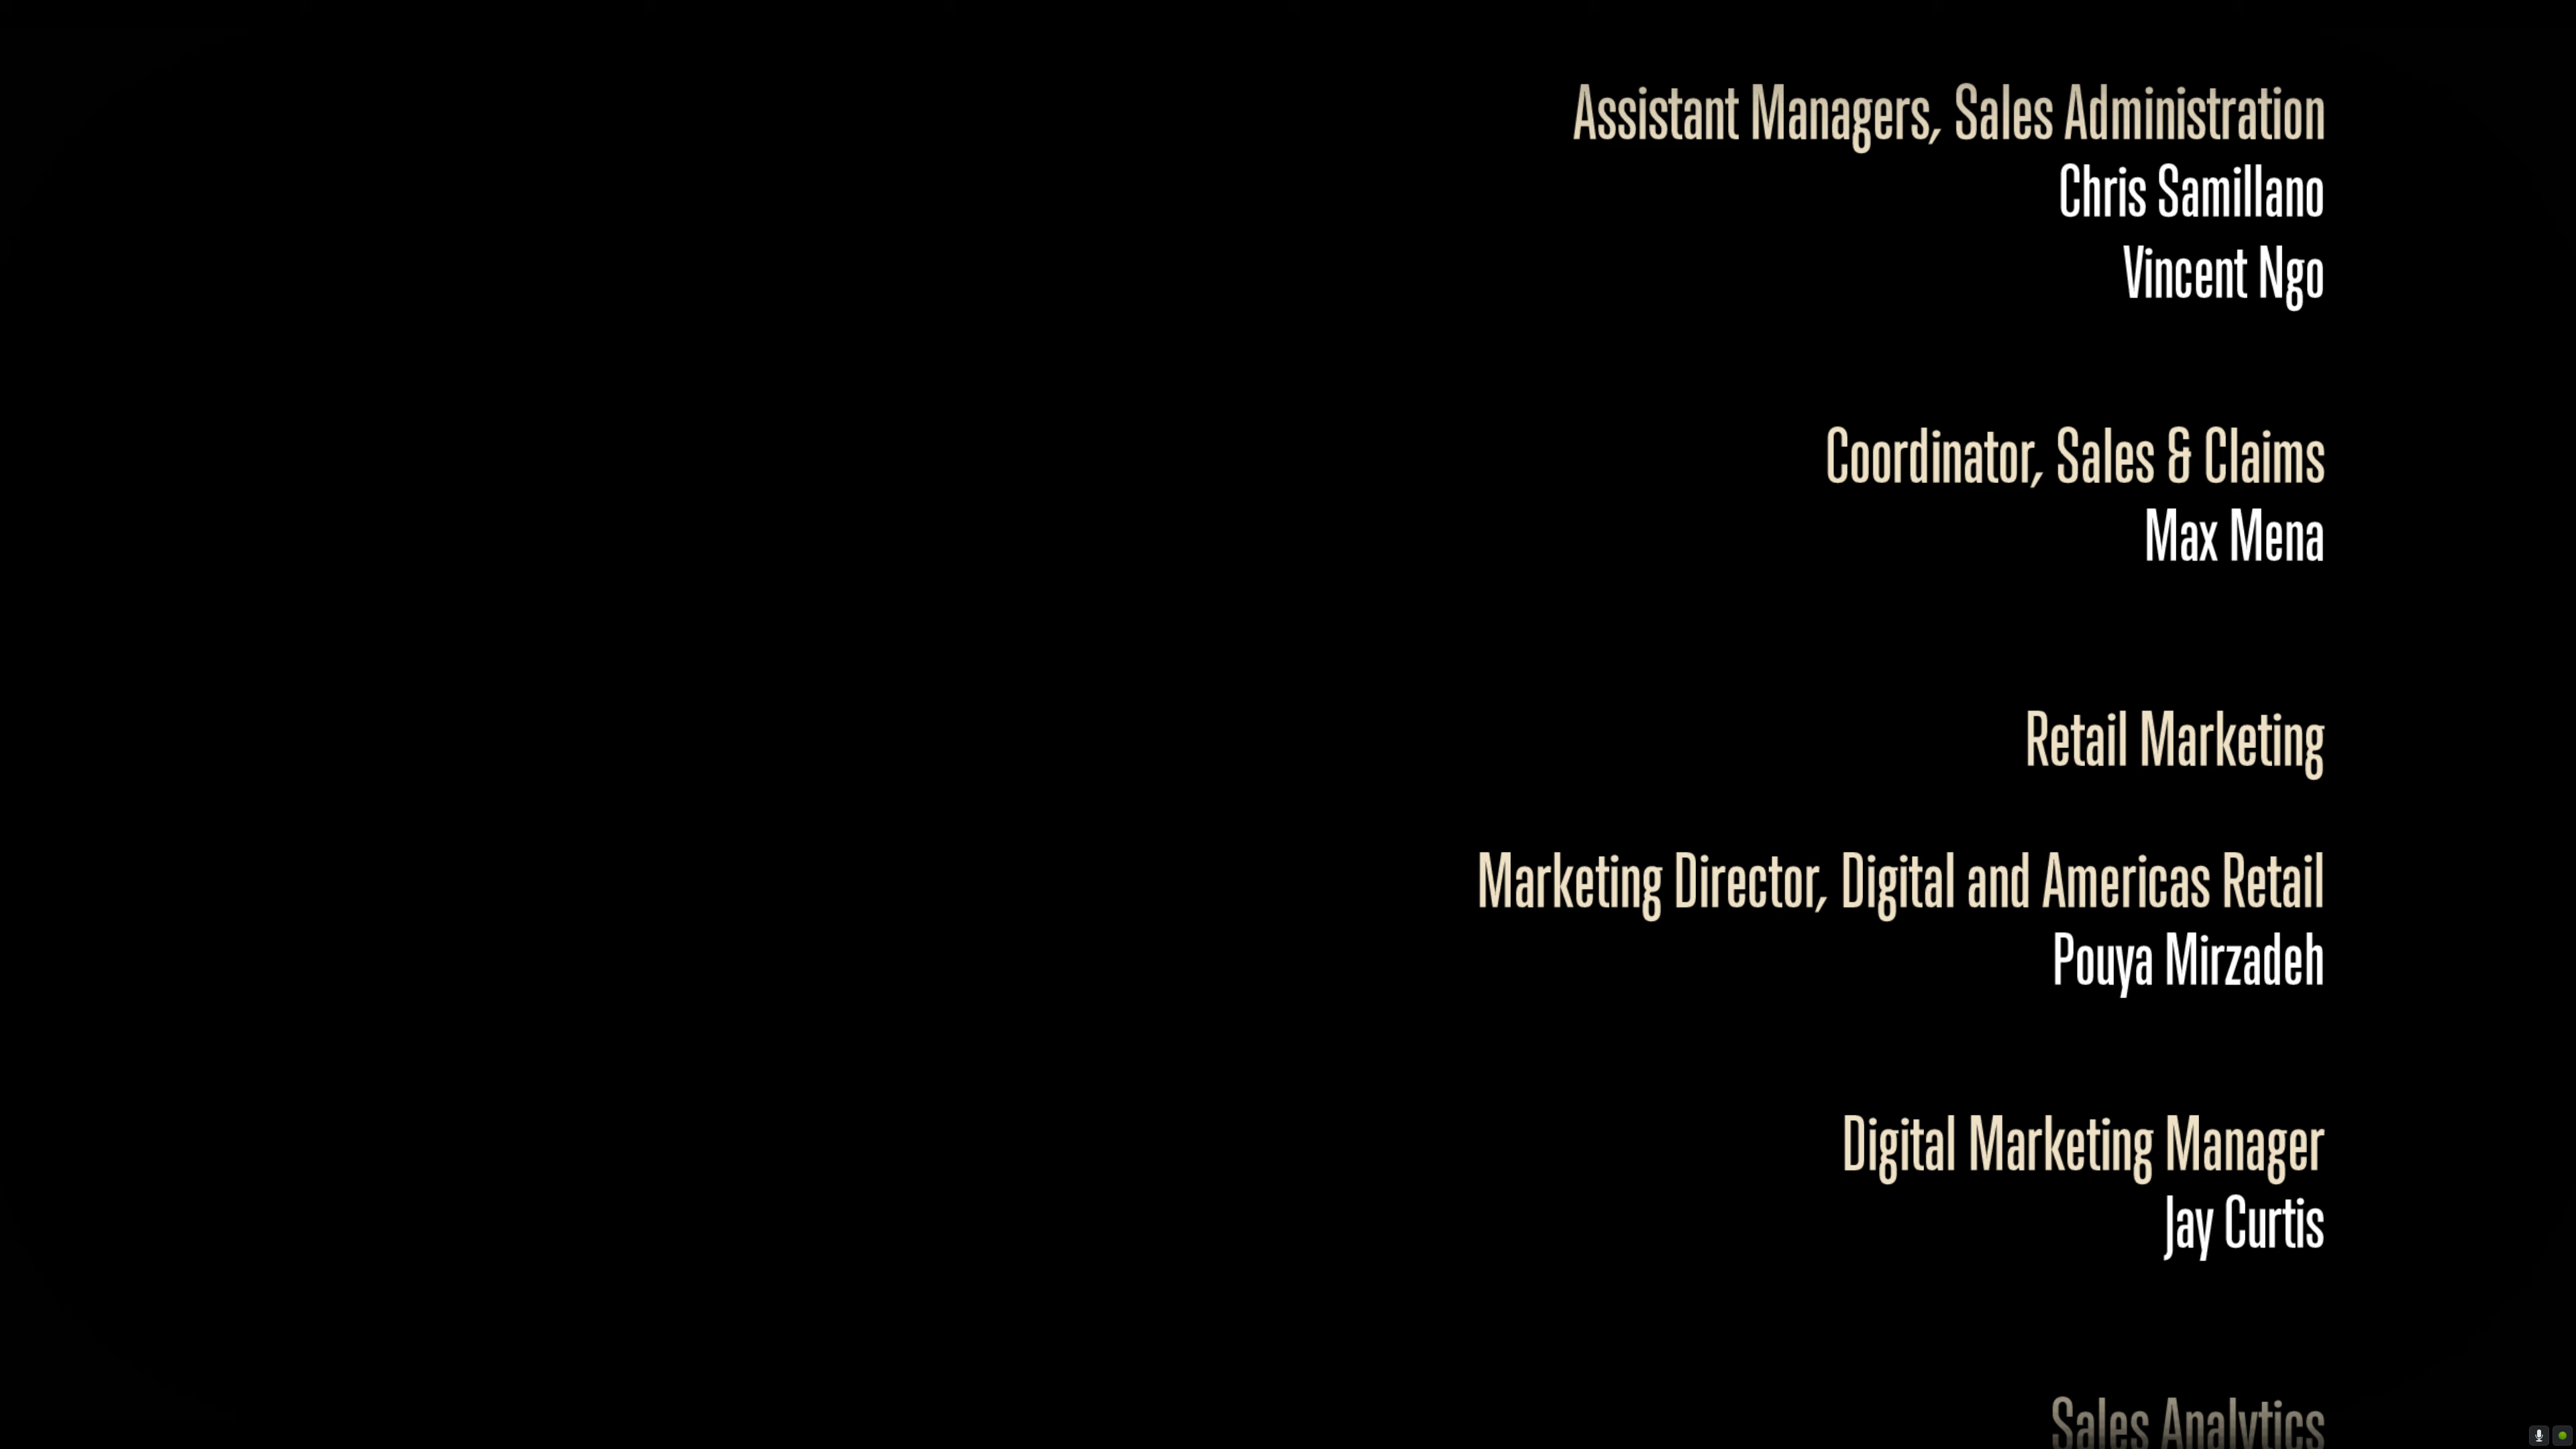 Assistant Managers, Sales Administration
Chris Samillano
Vincent Ngo
Coordinator, Sales & Claims
Max Mena
Retail Marketing
Marketing Director, Digital and Americas Retail
Pouya Mirzadeh
Digital Marketing Manager
Jay Curtis
Sales Analytics